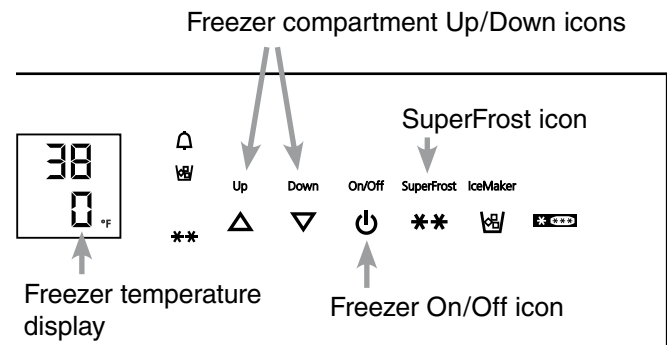 Freezer compartment Up/Down icons
SuperFrost icon
38
Up Down On/Off SuperFrost IceMaker
0 °F
Freezer temperature
display
Freezer On/Off icon